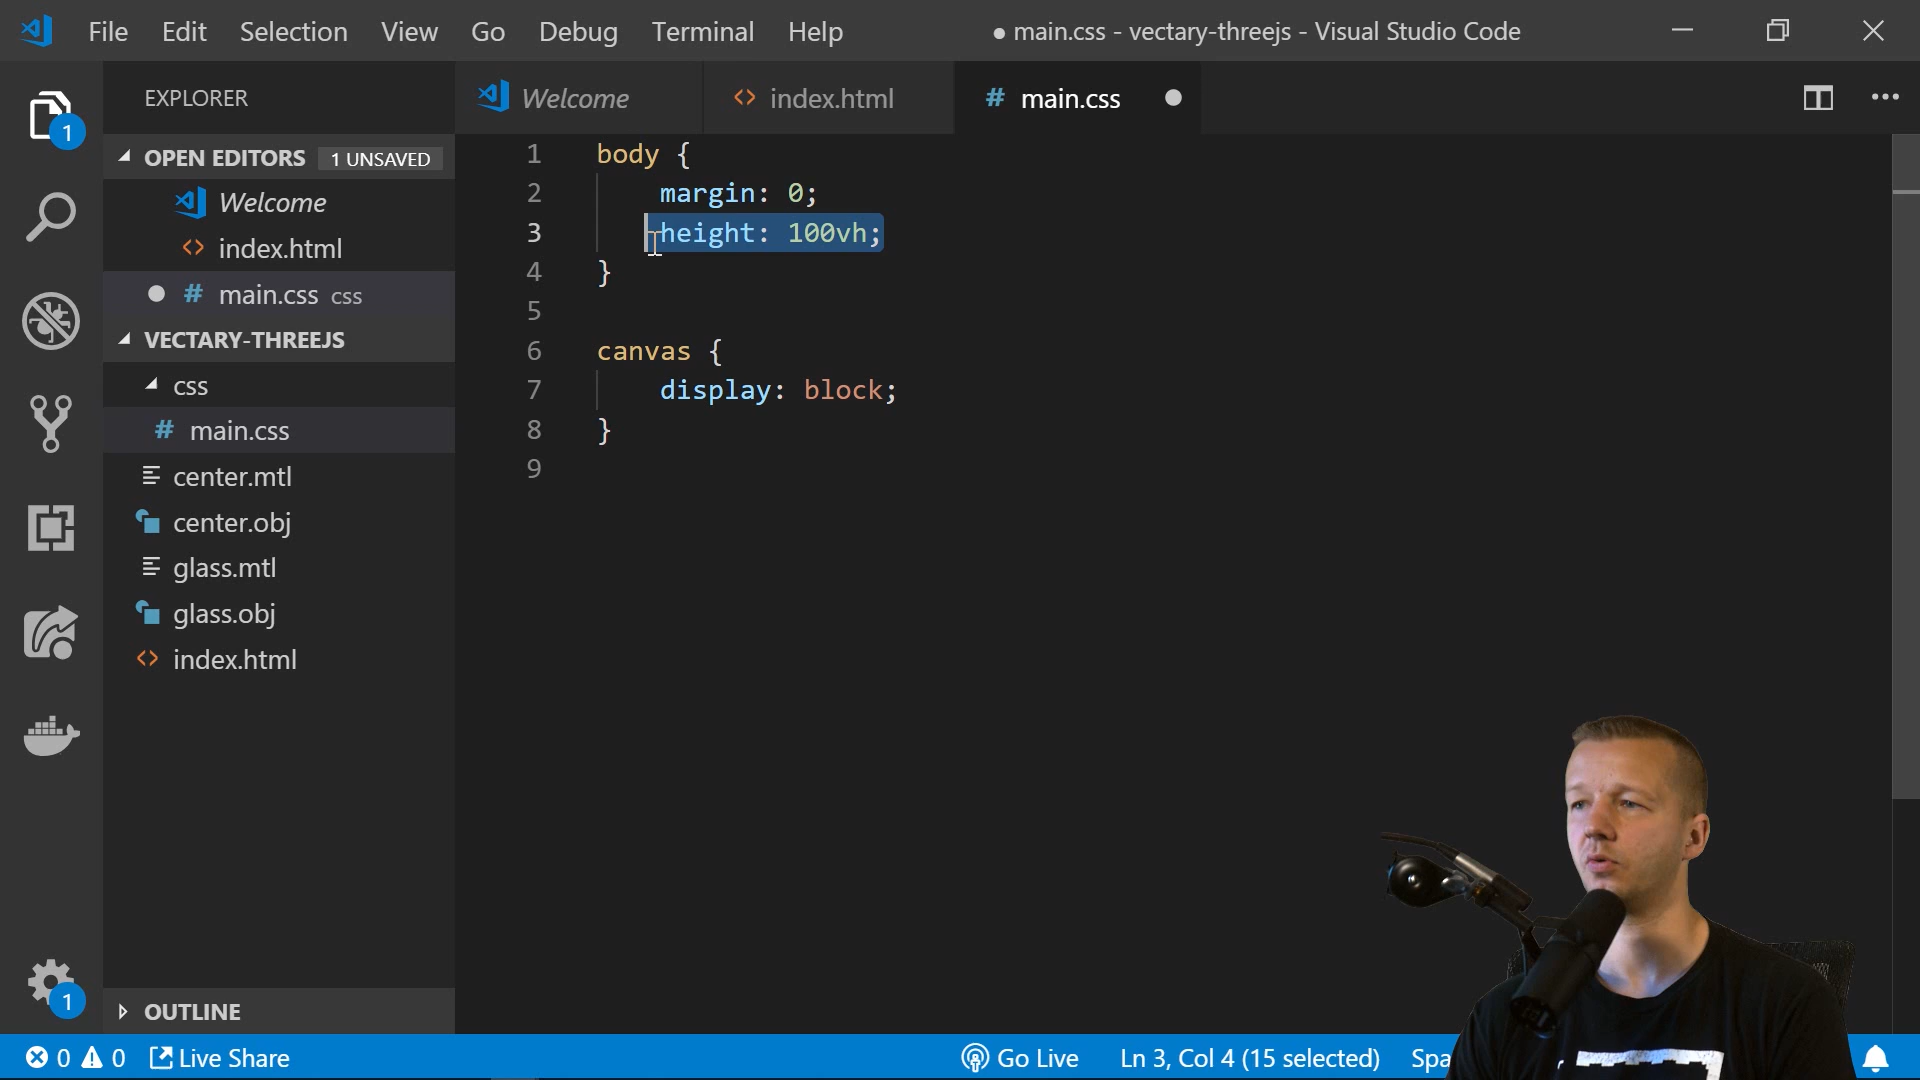 File Edit Selection View Go Debug Terminal Help
● main.css - vectary-threejs - Visual Studio Code
EXPLORER
Welcome
<> index.html
# main.css ●
1
OPEN EDITORS 1 UNSAVED
Welcome
<> index.html
● # main.css css
VECTARY-THREEJS
css
# main.css
center.mtl
center.obj
glass.mtl
glass.obj
<> index.html
1 body {
2 margin: 0;
3 height: 100vh;
4 }
5
6 canvas {
7 display: block;
8 }
9
1
OUTLINE
0 0 Live Share
Go Live
Ln 3, Col 4 (15 selected)